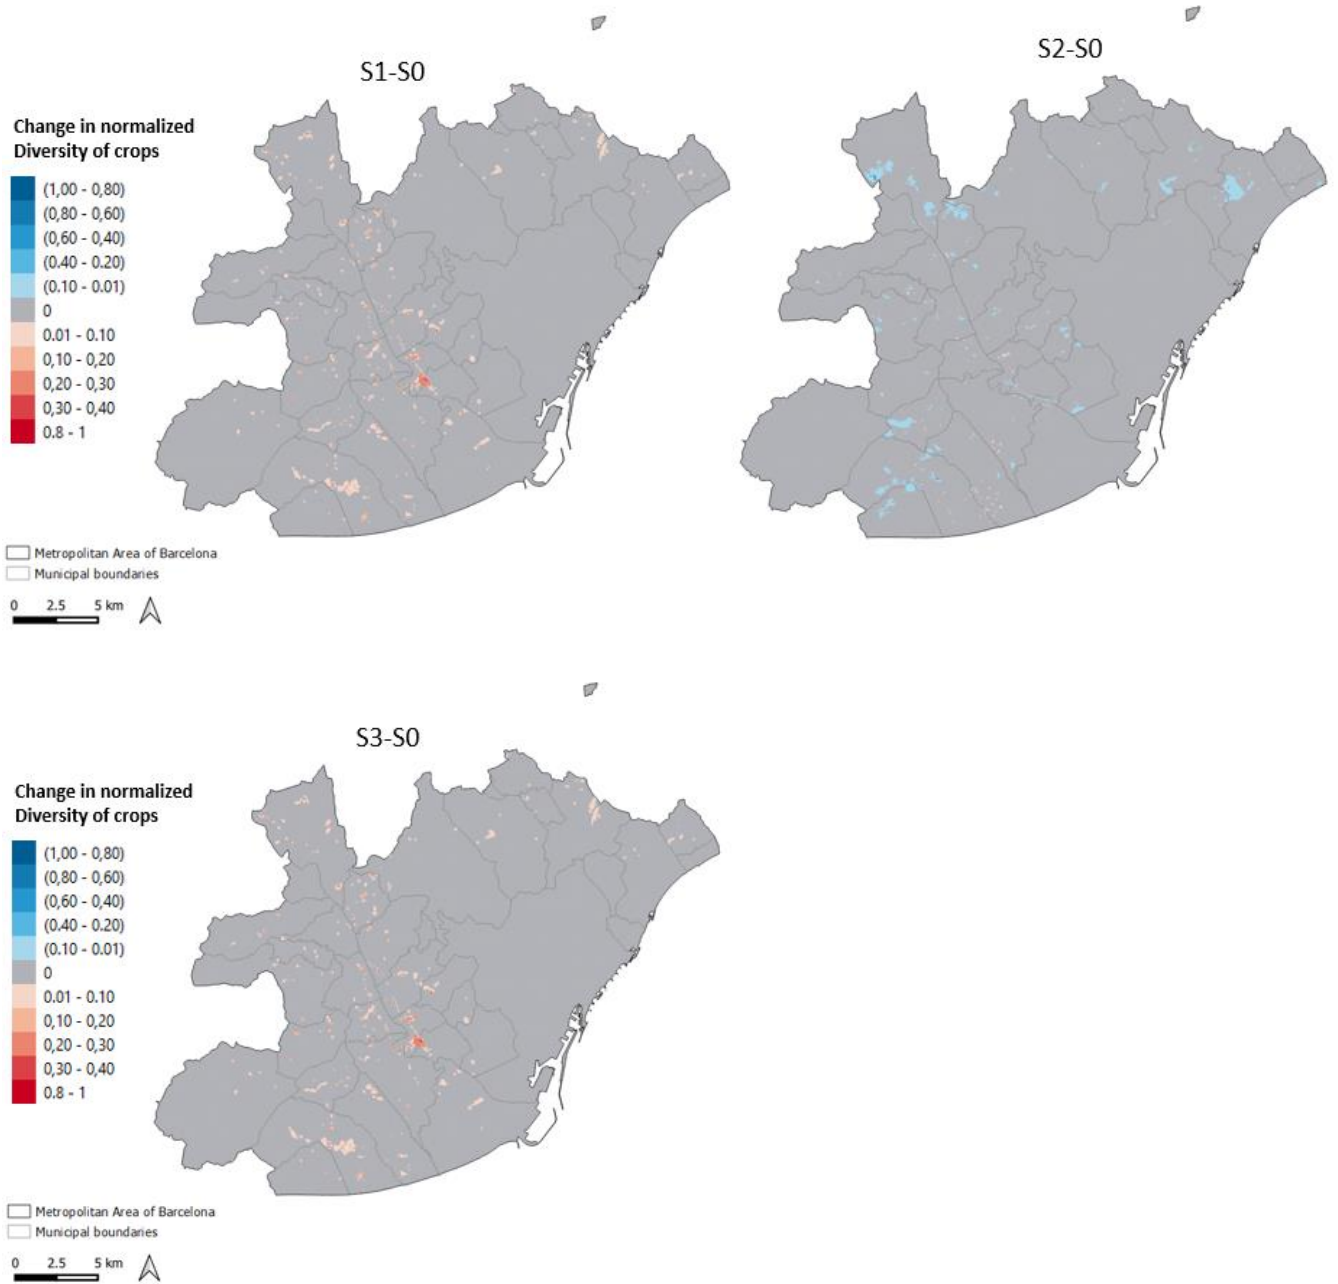 S1-S0
S2-S0
Change in normalized
Diversity of crops
(1,00 - 0,80)
(0,80 - 0,60)
(0,60 - 0,40)
(0.40 - 0.20)
(0.10 - 0.01)
0
0.01 - 0.10
0,10 - 0,20
0,20 - 0,30
0,30 - 0,40
0.8 - 1
Metropolitan Area of Barcelona
Municipal boundaries
0 2.5 5 km
S3-S0
Change in normalized
Diversity of crops
(1,00 - 0,80)
(0,80 - 0,60)
(0,60 - 0,40)
(0.40 - 0.20)
(0.10 - 0.01)
0
0.01 - 0.10
0,10 - 0,20
0,20 - 0,30
0,30 - 0,40
0.8 - 1
Metropolitan Area of Barcelona
Municipal boundaries
0 2.5 5 km